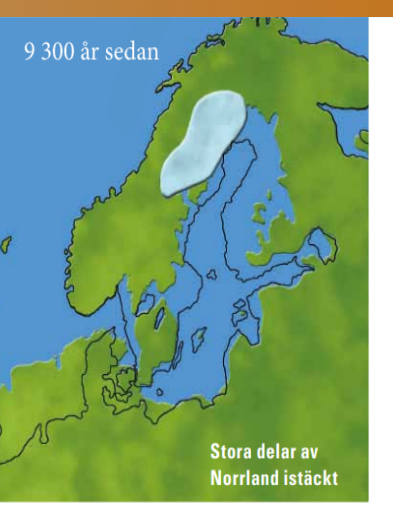 9 300 år sedan
Stora delar av
Norrland istäckt